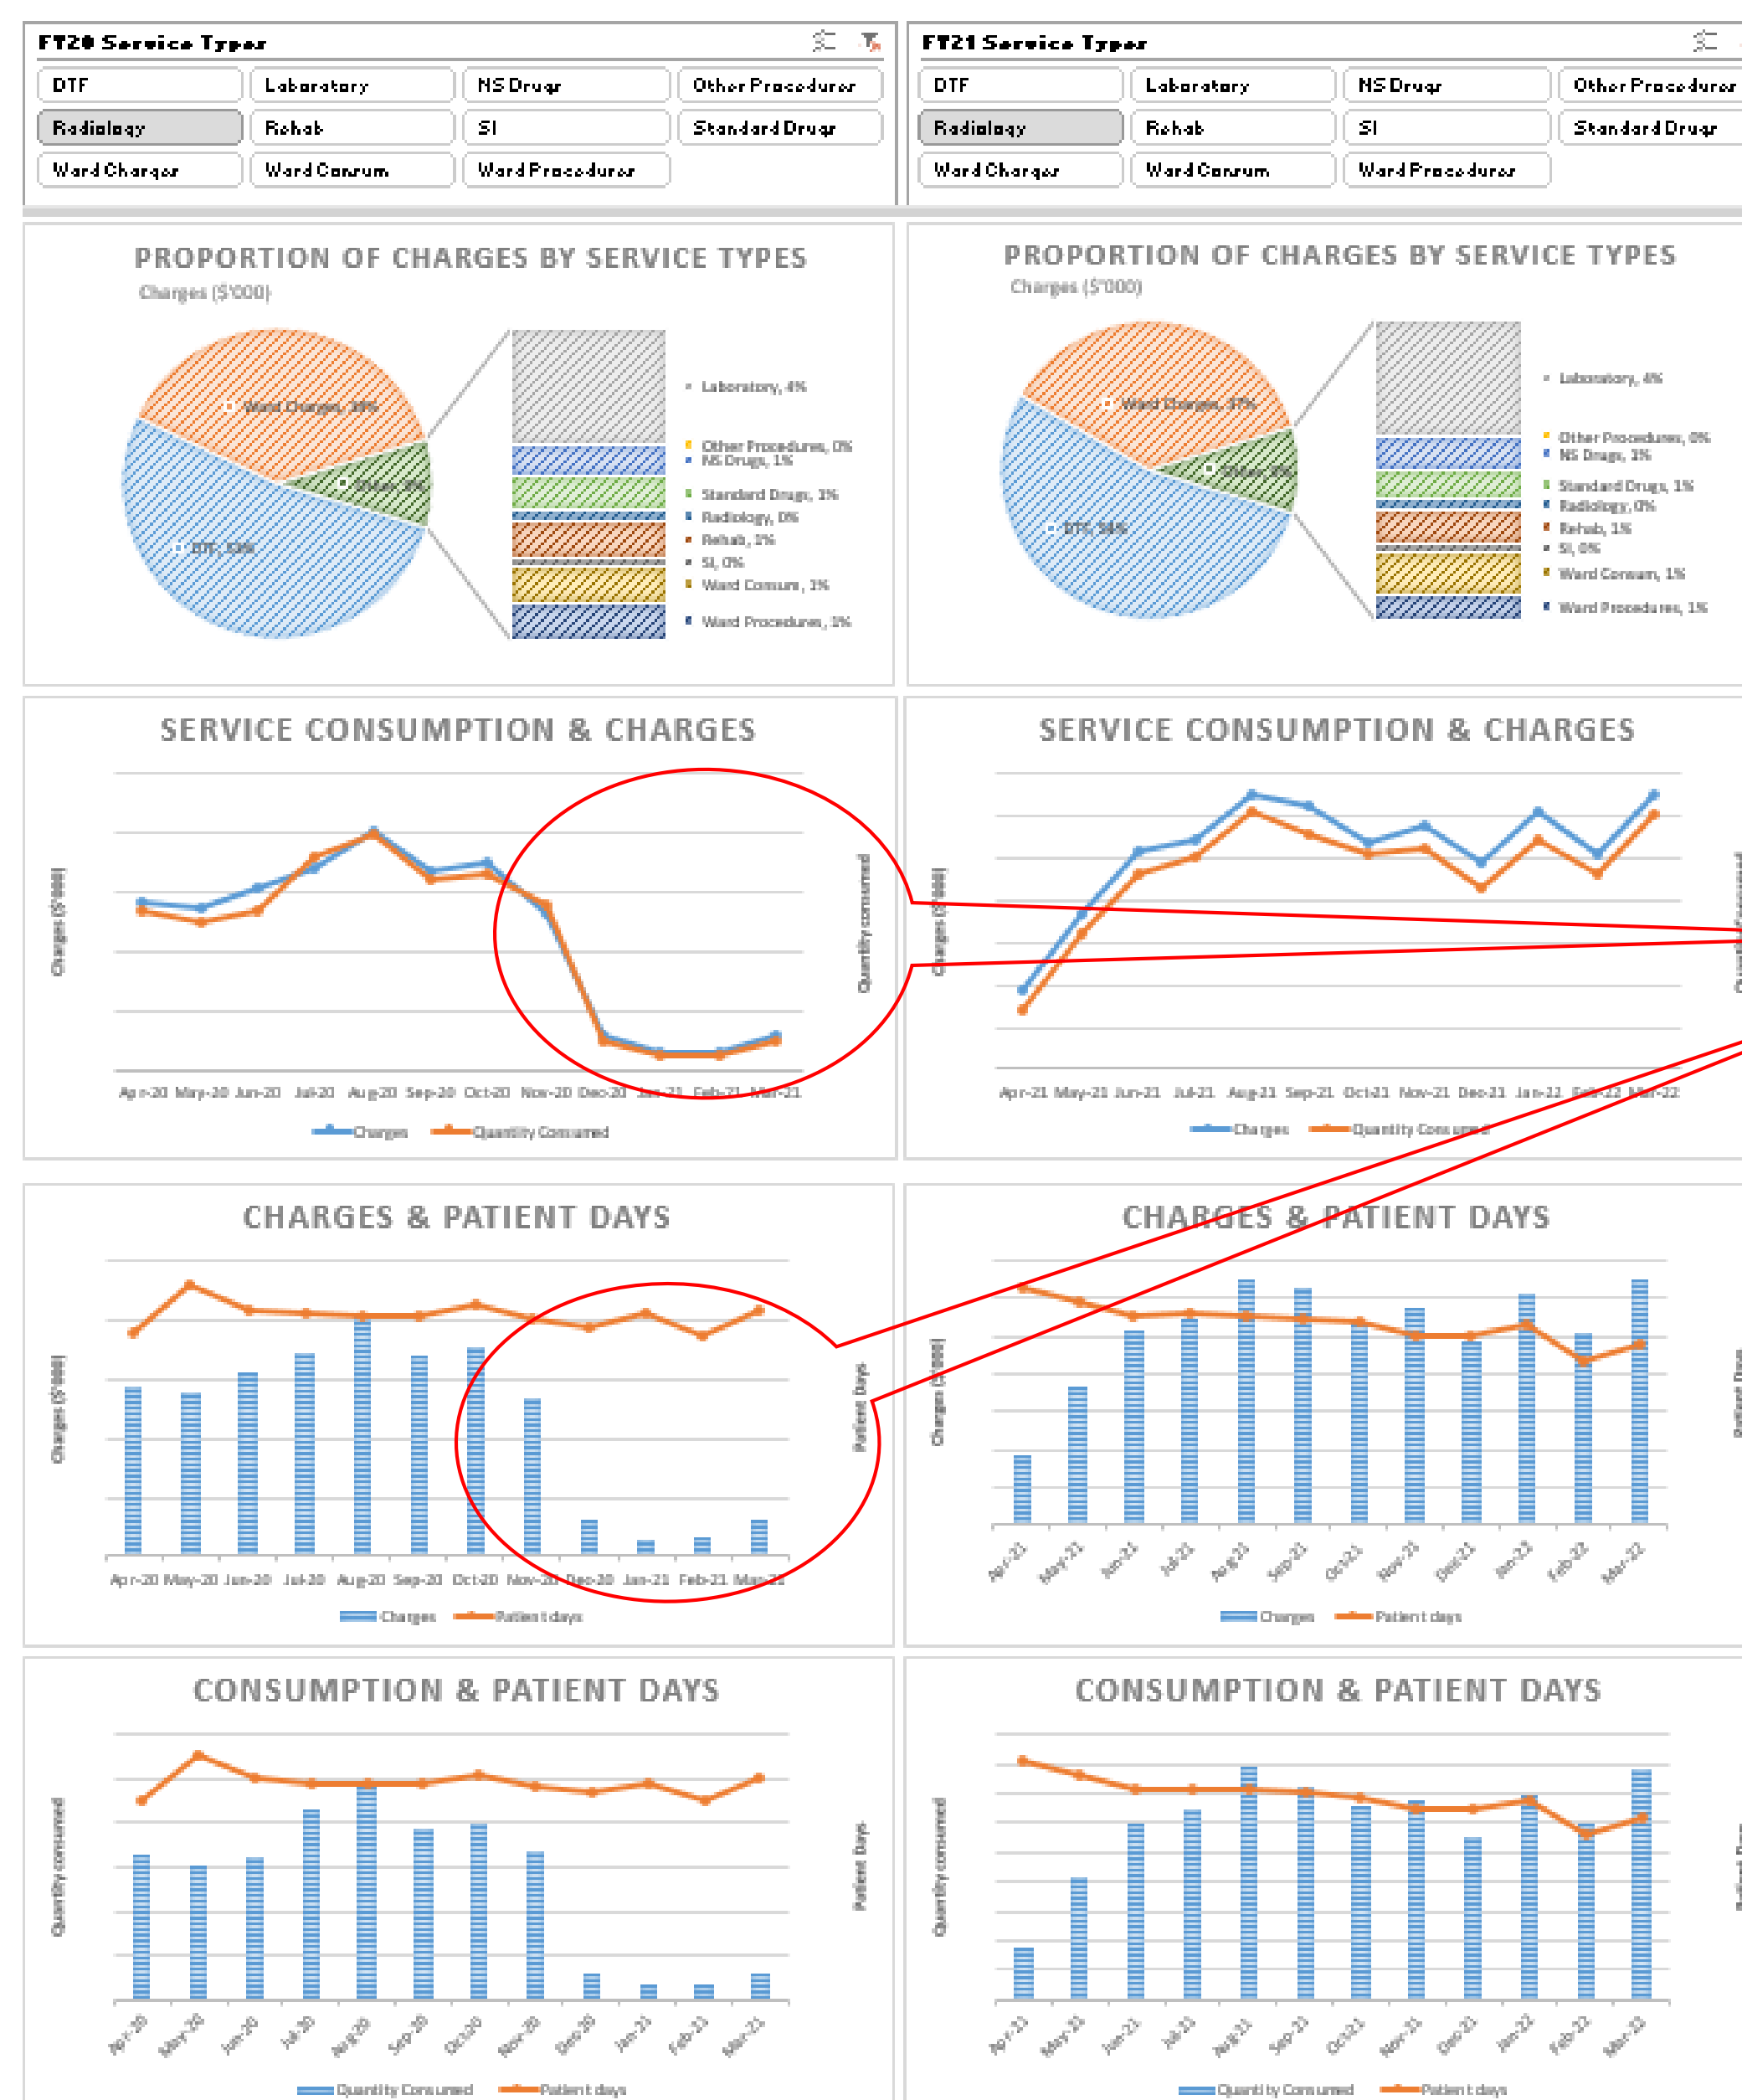 FY20 Service Types
DTF
Laboratory
NS Drugs
Other Procedures
Radiology
Rehab
SI
Standard Drugs
Ward Charges
Ward Consum
Ward Procedures
FY21 Service Types
DTF
Laboratory
NS Drugs
Other Procedures
Radiology
Rehab
SI
Standard Drugs
Ward Charges
Ward Consum
Ward Procedures
PROPORTION OF CHARGES BY SERVICE TYPES
Charges ($'000)
Ward Charges, 39%
Other, 8%
DTF, 53%
Laboratory, 4%
Other Procedures, 0%
NS Drugs, 1%
Standard Drugs, 1%
Radiology, 0%
Rehab, 1%
SI, 0%
Ward Consum, 1%
Ward Procedures, 1%
PROPORTION OF CHARGES BY SERVICE TYPES
Charges ($'000)
Ward Charges, 37%
DTF, 54%
Laboratory, 4%
Other Procedures, 0%
NS Drugs, 1%
Standard Drugs, 1%
Radiology, 0%
Rehab, 1%
SI, 0%
Ward Consum, 1%
Ward Procedures, 1%
SERVICE CONSUMPTION & CHARGES
Charges ($'000)
Quantity consumed
Apr-20 May-20 Jun-20 Jul-20 Aug-20 Sep-20 Oct-20 Nov-20 Dec-20 Jan-21 Feb-21 Mar-21
Charges Quantity Consumed
SERVICE CONSUMPTION & CHARGES
Charges ($'000)
Apr-21 May-21 Jun-21 Jul-21 Aug-21 Sep-21 Oct-21 Nov-21 Dec-21 Jan-22 Feb-22 Mar-22
Charges Quantity Consumed
CHARGES & PATIENT DAYS
Charges ($'000)
Patient Days
Apr-20 May-20 Jun-20 Jul-20 Aug-20 Sep-20 Oct-20 Nov-20 Dec-20 Jan-21 Feb-21 Mar-21
Charges Patient days
CHARGES & PATIENT DAYS
Charges ($'000)
Patient Days
Apr-21 May-21 Jun-21 Jul-21 Aug-21 Sep-21 Oct-21 Nov-21 Dec-21 Jan-22 Feb-22 Mar-22
Charges Patient days
CONSUMPTION & PATIENT DAYS
Quantity consumed
Patient Days
Apr-20 May-20 Jun-20 Jul-20 Aug-20 Sep-20 Oct-20 Nov-20 Dec-20 Jan-21 Feb-21 Mar-21
Quantity Consumed Patient days
CONSUMPTION & PATIENT DAYS
Quantity consumed
Apr-21 May-21 Jun-21 Jul-21 Aug-21 Sep-21 Oct-21 Nov-21 Dec-21 Jan-22 Feb-22 Mar-22
Quantity Consumed Patient days